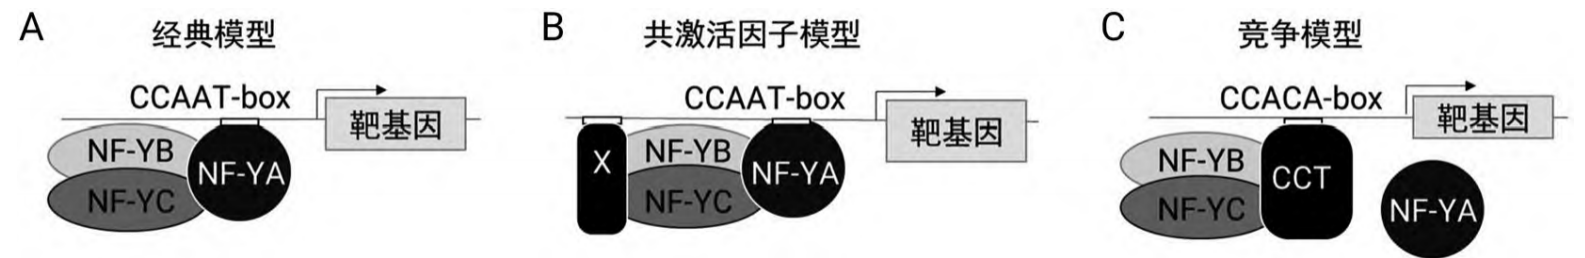 A 经典模型
CCAAT-box
靶基因
NF-YB
NF-YA
NF-YC
B 共激活因子模型
CCAAT-box
靶基因
X
NF-YB
NF-YA
NF-YC
C 竞争模型
CCACA-box
靶基因
NF-YB
CCT
NF-YC
NF-YA